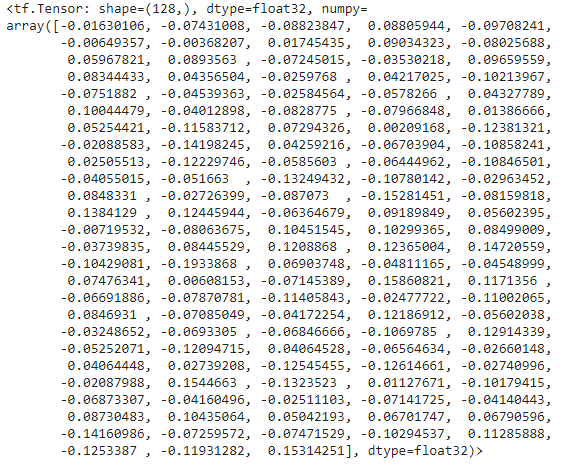 <tf.Tensor: shape=(128,), dtype=float32, numpy=
array([-0.01630106, -0.07431008, -0.08823847,  0.08805944, -0.09708241,
       -0.00649357, -0.00368207,  0.01745435,  0.09034323, -0.08025688,
        0.05967821,  0.0893563 , -0.07245015, -0.03530218,  0.09659559,
        0.08344433,  0.04356504, -0.0259768 ,  0.04217025, -0.10213967,
       -0.0751882 , -0.04539363, -0.02584564, -0.0578266 ,  0.04327789,
        0.10044479, -0.04012898, -0.0828775 , -0.07966848,  0.01386666,
        0.05254421, -0.11583712,  0.07294326,  0.00209168, -0.12381321,
       -0.02088583, -0.14198245,  0.04259216, -0.06703904, -0.10858241,
        0.02505513, -0.12229746, -0.0585603 , -0.06444962, -0.10846501,
       -0.04055015, -0.051663  , -0.13249432, -0.10780142, -0.02963452,
        0.0848331 , -0.02726399, -0.087073  , -0.15281451, -0.08159818,
        0.1384129 ,  0.12445944, -0.06364679,  0.09189849,  0.05602395,
       -0.00719532, -0.08063675,  0.10451545,  0.10299365,  0.08499009,
       -0.03739835,  0.08445529,  0.1208868 ,  0.12365004,  0.14720559,
       -0.10429081, -0.1933868 ,  0.06903748, -0.04811165, -0.04548999,
        0.07476341,  0.00608153, -0.07145389,  0.15860821,  0.1171356 ,
       -0.06691886, -0.07870781, -0.11405843, -0.02477722, -0.11002065,
        0.0846931 , -0.07085049, -0.04172254,  0.12186912, -0.05602038,
       -0.03248652, -0.0693305 , -0.06846666, -0.1069785 ,  0.12914339,
       -0.05252071, -0.12094715,  0.04064528, -0.06564634, -0.02660148,
        0.04064448,  0.02739208, -0.12545455, -0.12614661, -0.02740996,
       -0.02087988,  0.1544663 , -0.1323523 ,  0.01127671, -0.10179415,
       -0.06873307, -0.04160496, -0.02511103, -0.07141725, -0.04140443,
        0.08730483,  0.10435064,  0.05042193,  0.06701747,  0.06790596,
       -0.14160986, -0.07259572, -0.07471529, -0.10294537,  0.11285888,
       -0.1253387 , -0.11931282,  0.15314251], dtype=float32)>